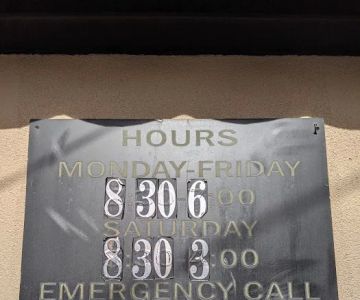 HOURS
MONDAY-FRIDAY
8:30-6:00
SATURDAY
8:30-3:00
EMERGENCY CALL